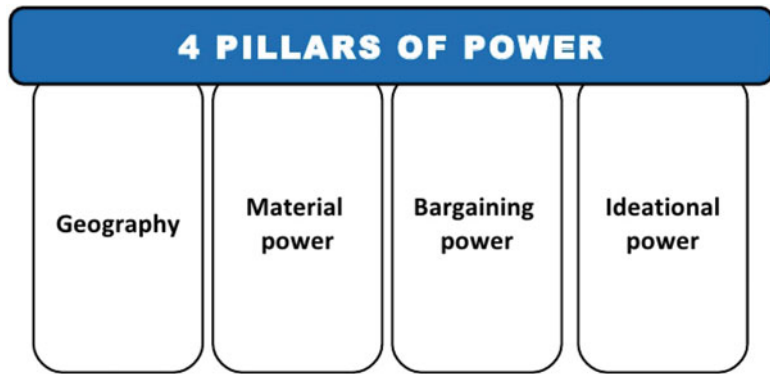 4 PILLARS OF POWER
Geography
Material
power
Bargaining
power
Ideational
power